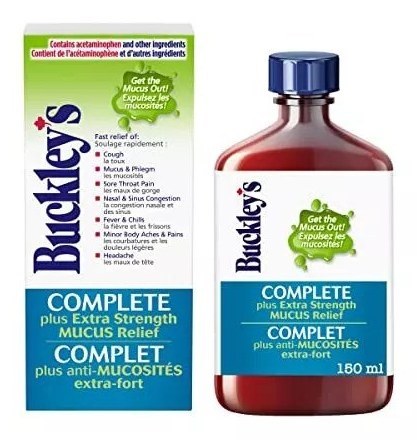 Contains acetaminophen and other ingredients
Contient de l'acétaminophène et d'autres ingrédients
Get the
Mucus Out!
Expulsez les
mucosités!
Buckley's
Fast relief of:
Soulage rapidement :
• Cough
la toux
• Mucus & Phlegm
les mucosités
• Sore Throat Pain
les maux de gorge
• Nasal & Sinus Congestion
la congestion nasale et
des sinus
• Fever & Chills
la fièvre et les frissons
• Minor Body Aches & Pains
les courbatures et les
douleurs légères
• Headache
les maux de tête
COMPLETE
plus Extra Strength
MUCUS Relief
COMPLET
plus anti-MUCOSITÉS
extra-fort
Buckley's
Get the
Mucus Out!
Expulsez les
mucosités!
COMPLETE
plus Extra Strength
MUCUS Relief
COMPLET
plus anti-MUCOSITÉS
extra-fort
150 ml